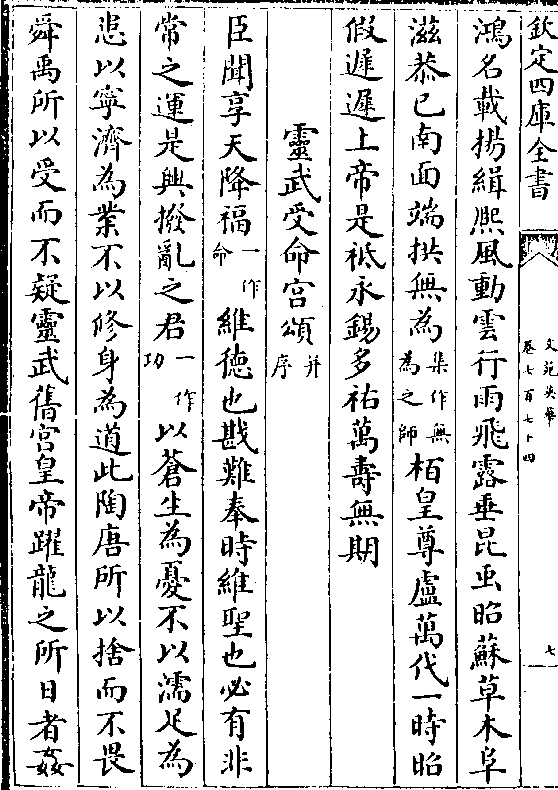 欽定四庫全書
文苑英華
卷七百七十四
七
鴻名載揚緝熙風動雲行雨飛露垂昆虫昭蘇草木阜
滋恭已南面端拱無為集作無為之師栢皇尊盧萬代一時昭
假遲遲上帝是祗永錫多祐萬壽無期
靈武受命宮頌并序
臣聞享天降福一作命維德也戡難奉時維聖也必有非
常之運是興撥亂之君一作功以蒼生為憂不以濡足為
患以寧濟為業不以修身為道此陶唐所以捨而不畏
舜禹所以受而不疑靈武舊宮皇帝躍龍之所日者姦